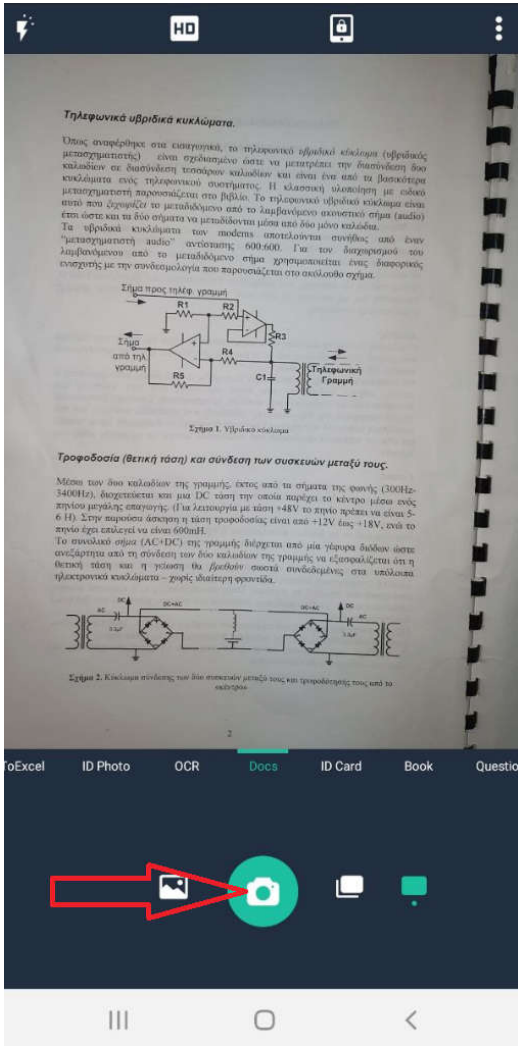 HD
Τηλεφωνικά υβριδικά κυκλώματα.
Όπως αναφέρθηκε στα εισαγωγικά, το τηλεφωνικό υβριδικό κύκλωμα (υβριδικός
μετασχηματιστής) είναι σχεδιασμένο ώστε να μετατρέπει την διασύνδεση δυο
καλωδίων σε διασύνδεση τεσσάρων καλωδίων και είναι ένα από τα βασικότερα
κυκλώματα ενός τηλεφωνικού συστήματος. Η κλασσική υλοποίηση με ειδικό
μετασχηματιστή παρουσιάζεται στο βιβλίο. Το τηλεφωνικό υβριδικό κύκλωμα είναι
αυτό που ξεχωρίζει το μεταδιδόμενο από το λαμβανόμενο ακουστικό σήμα (audio)
έτσι ώστε και τα δύο σήματα να μεταδίδονται μέσα από δύο μόνο καλώδια.
Τα υβριδικά κυκλώματα των modems αποτελούνται συνήθως από έναν
"μετασχηματιστή audio" αντίστασης 600:600. Για τον διαχωρισμού του
λαμβανόμενου από το μεταδιδόμενο σήμα χρησιμοποιείται ένας διαφορικός
ενισχυτής με την συνδεσμολογία που παρουσιάζεται στο ακόλουθο σχήμα.
Σήμα προς τηλέφ. γραμμή
R1
R2
R3
Σήμα
από τηλ
γραμμή
R4
R5
C1
Τηλεφωνική
Γραμμή
Σχήμα 1. Υβριδικό κύκλωμα
Τροφοδοσία (θετική τάση) και σύνδεση των συσκευών μεταξύ τους.
Μέσω των δυο καλωδίων της γραμμής, εκτος από τα σήματα της φωνής (300Hz-
3400Hz), διοχετεύεται και μια DC τάση την οποία παρέχει το κέντρο μέσω ενός
πηνίου μεγάλης επαγωγής. (Για λειτουργία με τάση +48V το πηνίο πρέπει να είναι 5-
6 H). Στην παρούσα άσκηση η τάση τροφοδοσίας είναι από +12V έως +18V, ενώ το
πηνίο έχει επιλεγεί να είναι 600mH.
Το συνολικό σήμα (AC+DC) της γραμμής διέρχεται από μία γέφυρα διόδων ώστε
ανεξάρτητα από τη σύνδεση των δύο καλωδίων της γραμμής να εξασφαλίζεται ότι η
θετική τάση και η γείωση θα βρεθούν σωστά συνδεδεμένες στα υπόλοιπα
ηλεκτρονικά κυκλώματα – χωρίς ιδιαίτερη φροντίδα.
AC
DC
DC+AC
DC+AC
DC
AC
2.2μF
2.2μF
Σχήμα 2. Κύκλωμα σύνδεσης των δύο συσκευών μεταξύ τους και τροφοδότησής τους από το
«κέντρο»
2
ToExcel ID Photo OCR Docs ID Card Book Questio